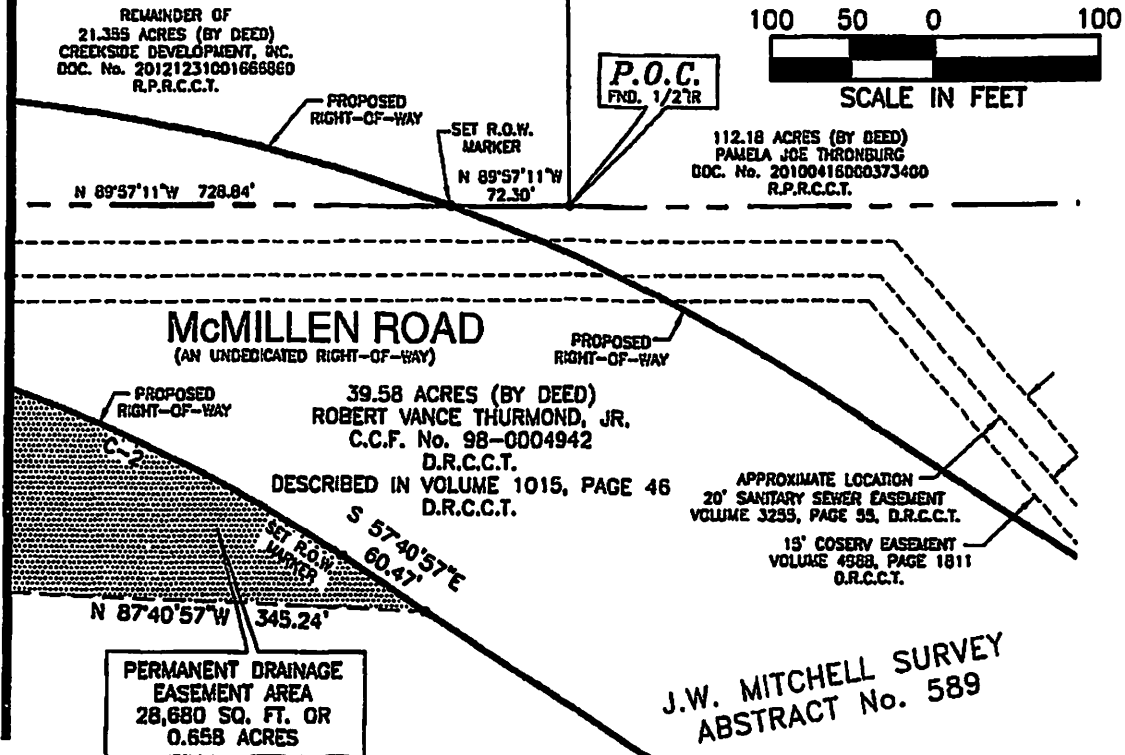 REMAINDER OF
21.355 ACRES (BY DEED)
CREEKSIDE DEVELOPMENT, INC.
DOC. No. 20121231001666860
R.P.R.C.C.T.
100 50 0 100
SCALE IN FEET
P.O.C.
FND. 1/2"IR
PROPOSED
RIGHT-OF-WAY
SET R.O.W.
MARKER
N 89°57'11"W
72.30'
112.18 ACRES (BY DEED)
PAMELA JOE THRONBURG
DOC. No. 20100416000373400
R.P.R.C.C.T.
N 89°57'11"W 728.84'
McMILLEN ROAD
(AN UNDEDICATED RIGHT-OF-WAY)
PROPOSED
RIGHT-OF-WAY
PROPOSED
RIGHT-OF-WAY
C-2
39.58 ACRES (BY DEED)
ROBERT VANCE THURMOND, JR.
C.C.F. No. 98-0004942
D.R.C.C.T.
DESCRIBED IN VOLUME 1015, PAGE 46
D.R.C.C.T.
APPROXIMATE LOCATION
20' SANITARY SEWER EASEMENT
VOLUME 3255, PAGE 55, D.R.C.C.T.
15' COSERV EASEMENT
VOLUME 4988, PAGE 1811
D.R.C.C.T.
SET R.O.W.
MARKER
S 57°40'57"E
60.47'
N 87°40'57"W 345.24'
PERMANENT DRAINAGE
EASEMENT AREA
28,680 SQ. FT. OR
0.658 ACRES
J.W. MITCHELL SURVEY
ABSTRACT No. 589